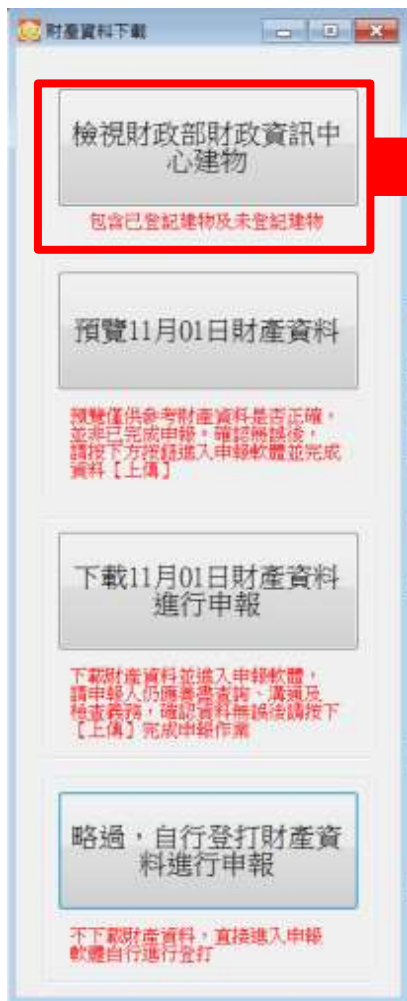 財產資料下載
檢視財政部財政資訊中
心建物
包含已登記建物及未登記建物
預覽11月01日財產資料
預覽僅供參考財產資料是否正確，
並非已完成申報。確認無誤後，
請按下方按鈕進入申報軟體並完成
資料【上傳】
下載11月01日財產資料
進行申報
下載財產資料並進入申報軟體，
請申報人仍應善盡查詢、溝通及
檢查義務，確認資料無誤後請按下
【上傳】完成申報作業
略過，自行登打財產資
料進行申報
不下載財產資料，直接進入申報
軟體自行進行登打